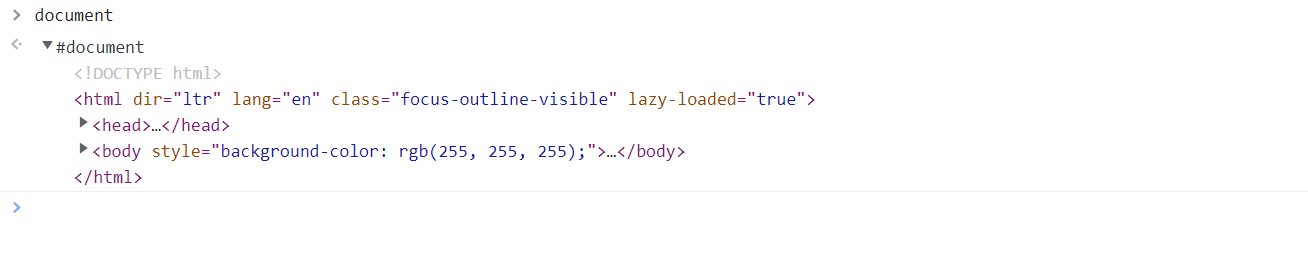 document
#document
<!DOCTYPE html>
<html dir="ltr" lang="en" class="focus-outline-visible" lazy-loaded="true">
<head>…</head>
<body style="background-color: rgb(255, 255, 255);">…</body>
</html>